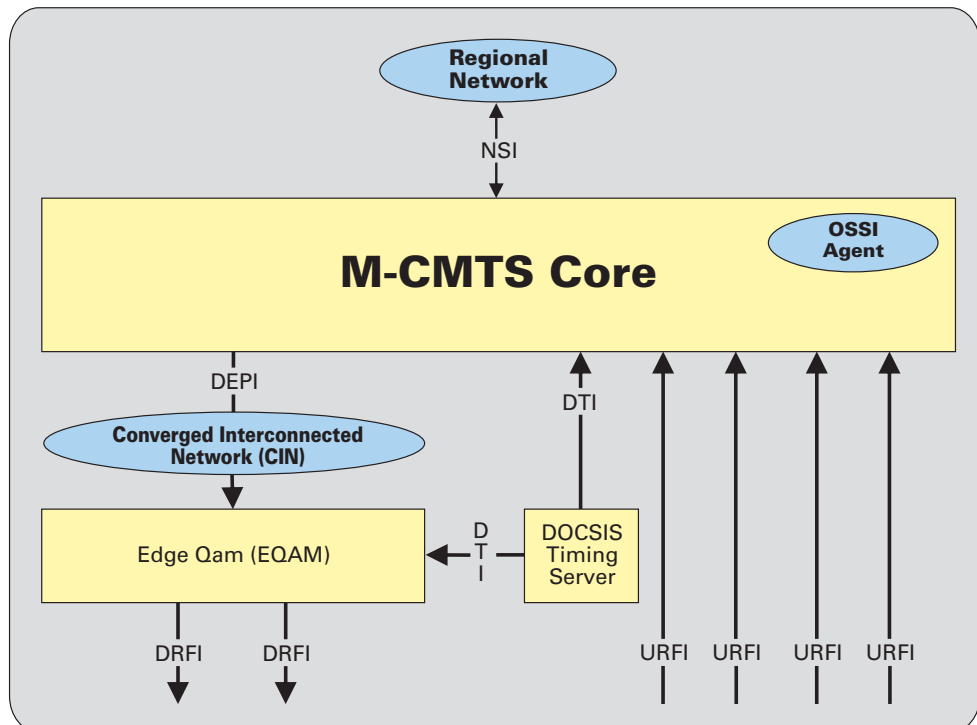 Regional
Network
NSI
OSSI
Agent
M-CMTS Core
DEPI
DTI
Converged Interconnected
Network (CIN)
Edge Qam (EQAM)
D
T
I
DOCSIS
Timing
Server
DRFI
DRFI
URFI
URFI
URFI
URFI